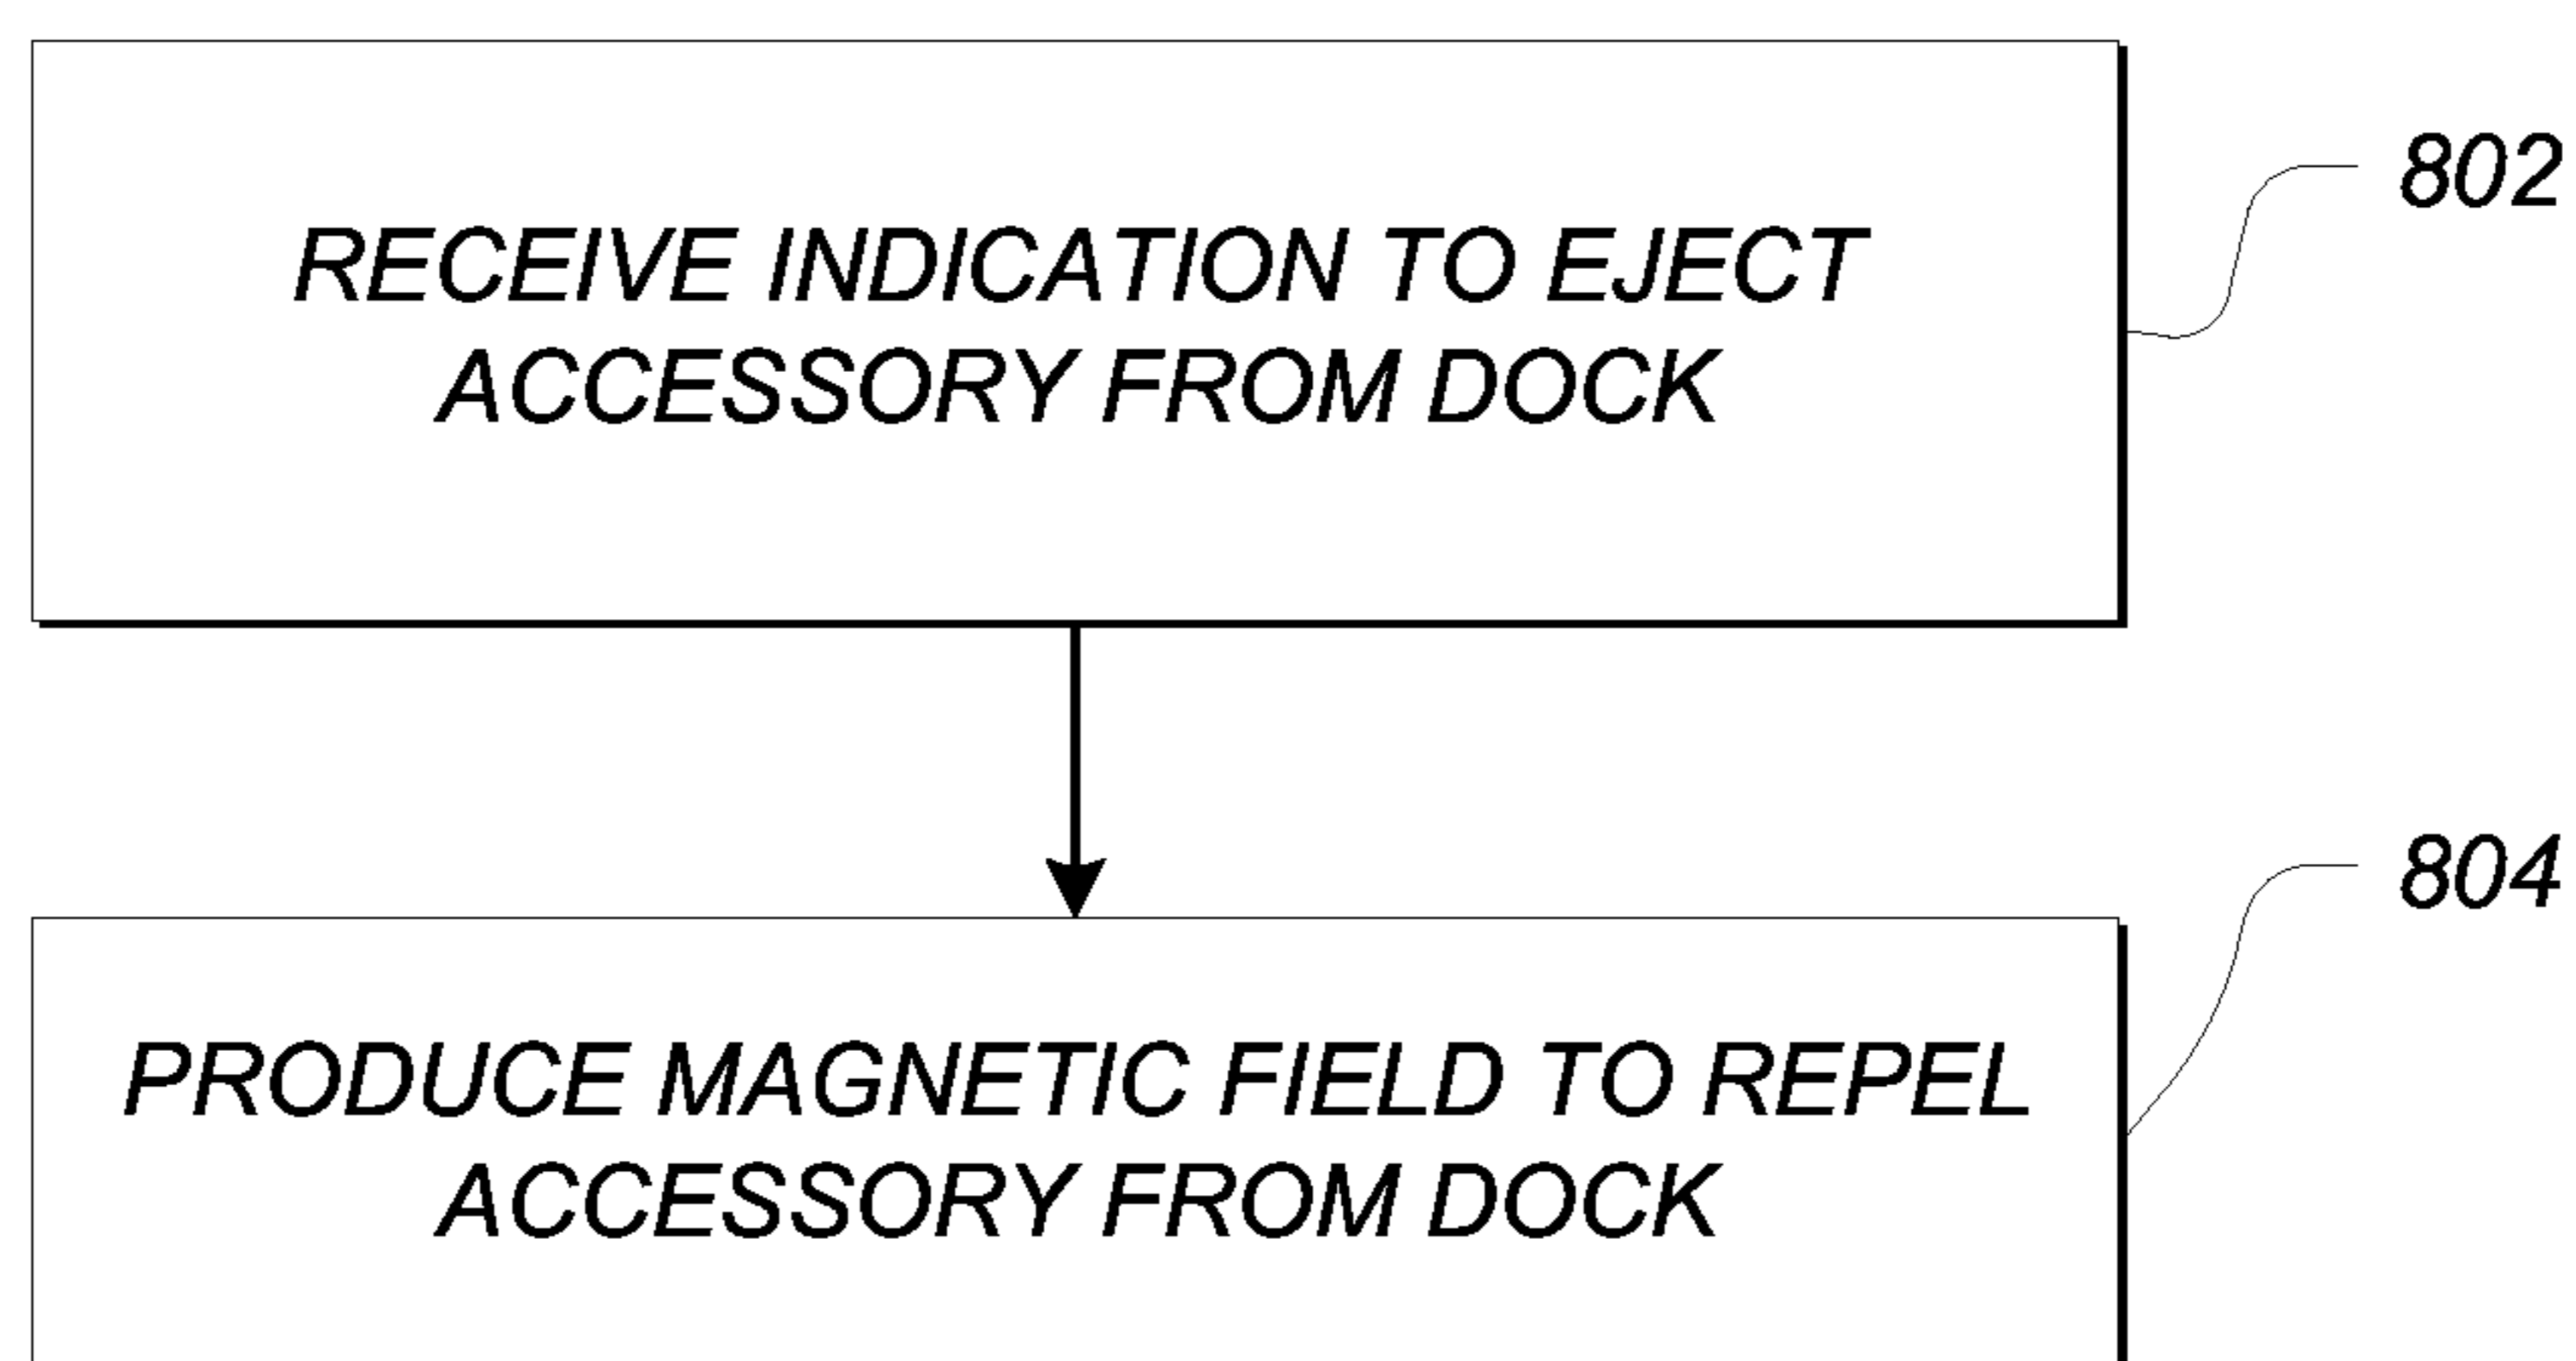 RECEIVE INDICATION TO EJECT
ACCESSORY FROM DOCK
802
PRODUCE MAGNETIC FIELD TO REPEL
ACCESSORY FROM DOCK
804